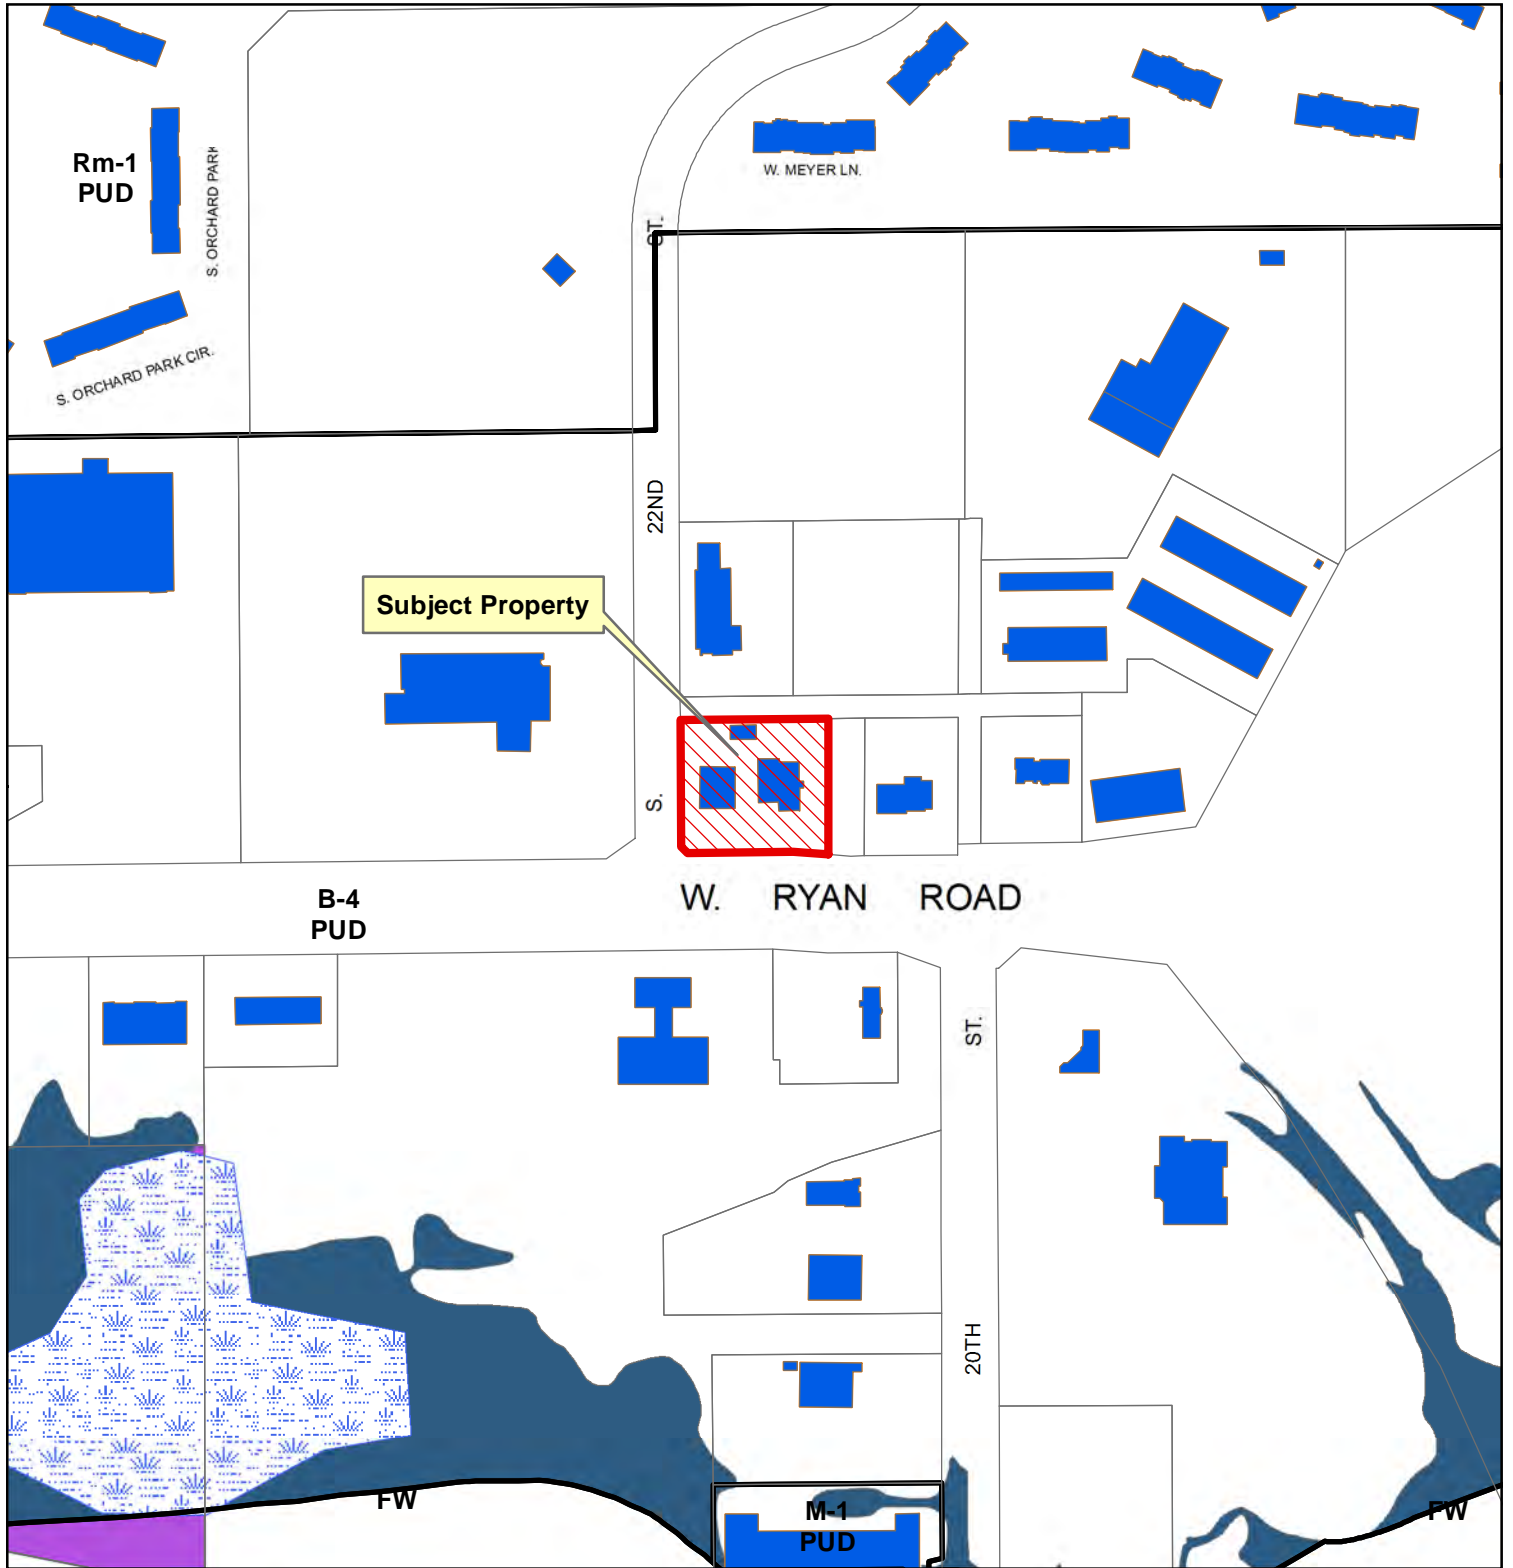 Rm-1
PUD
S. ORCHARD PARK
W. MEYER LN.
ST.
S. ORCHARD PARK CIR.
22ND
Subject Property
S.
B-4
PUD
W. RYAN ROAD
ST.
20TH
FW
M-1
PUD
FW